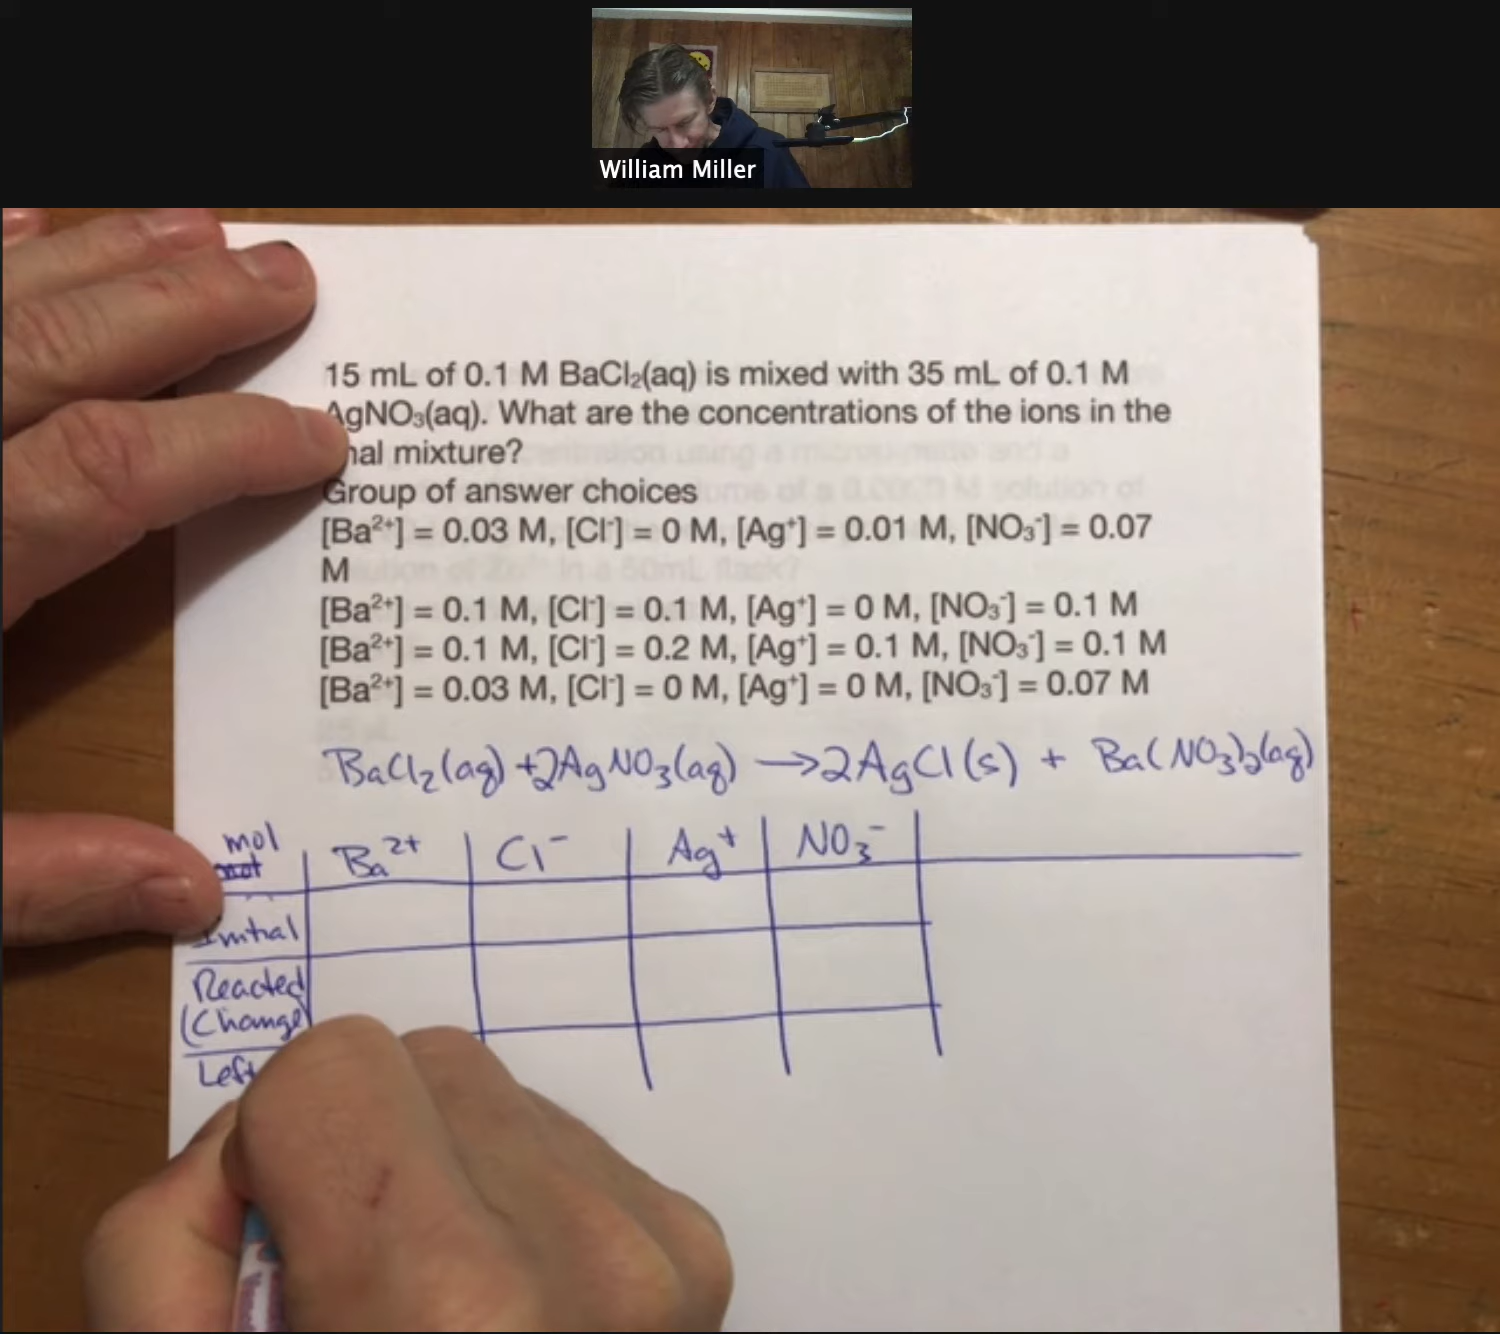 William Miller
15 mL of 0.1 M BaCl₂(aq) is mixed with 35 mL of 0.1 M
AgNO₃(aq). What are the concentrations of the ions in the
nal mixture?
Group of answer choices
[Ba²⁺] = 0.03 M, [Cl⁻] = 0 M, [Ag⁺] = 0.01 M, [NO₃⁻] = 0.07
M
[Ba²⁺] = 0.1 M, [Cl⁻] = 0.1 M, [Ag⁺] = 0 M, [NO₃⁻] = 0.1 M
[Ba²⁺] = 0.1 M, [Cl⁻] = 0.2 M, [Ag⁺] = 0.1 M, [NO₃⁻] = 0.1 M
[Ba²⁺] = 0.03 M, [Cl⁻] = 0 M, [Ag⁺] = 0 M, [NO₃⁻] = 0.07 M
BaCl₂(aq) + 2AgNO₃(aq) → 2AgCl(s) + Ba(NO₃)₂(aq)
mol Ba²⁺ Cl⁻ Ag⁺ NO₃⁻
Initial
Reacted
(Change
Left